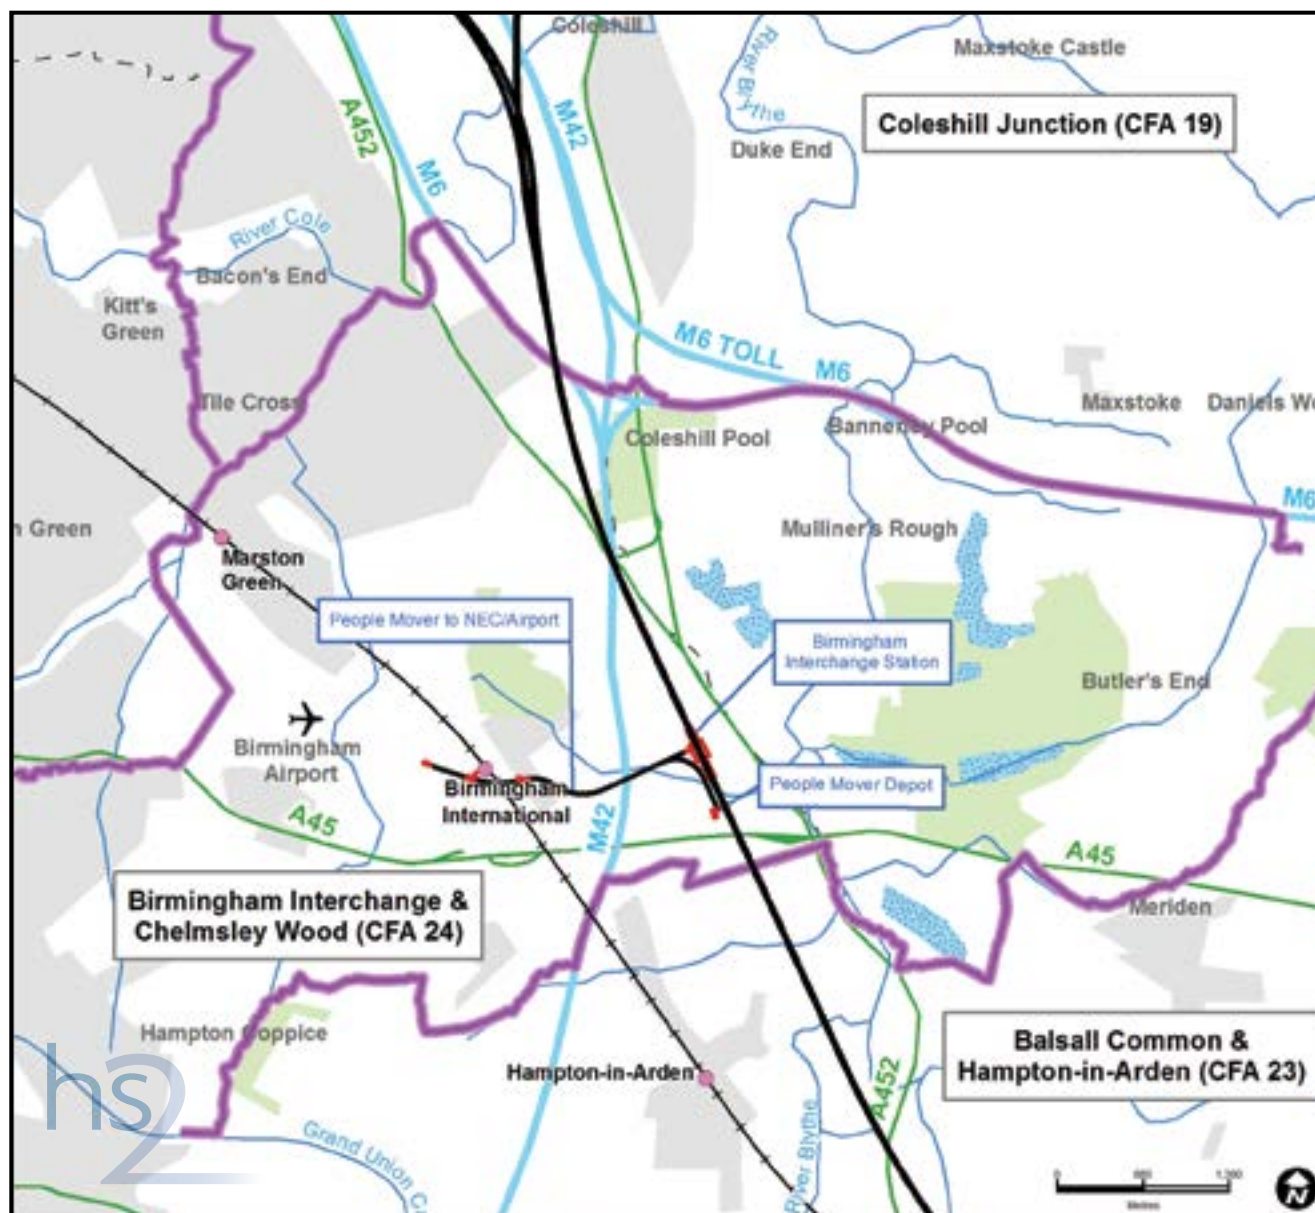 Coleshill
Maxstoke Castle
River Blythe
Coleshill Junction (CFA 19)
A452
M42
Duke End
M6
River Cole
Bacon's End
Kitt's
Green
M6 TOLL
M6
Tile Cross
Maxstoke
Coleshill Pool
M6
Mulliner's Rough
n Green
Marston
Green
People Mover to NEC/Airport
Birmingham
Interchange Station
Butler's End
Birmingham
Airport
People Mover Depot
Birmingham
International
A45
M42
A45
Birmingham Interchange &
Chelmsley Wood (CFA 24)
Meriden
Hampton Coppice
hs2
Balsall Common &
Hampton-in-Arden (CFA 23)
Hampton-in-Arden
A452
River Blythe
Grand Union C
0
Metres
N